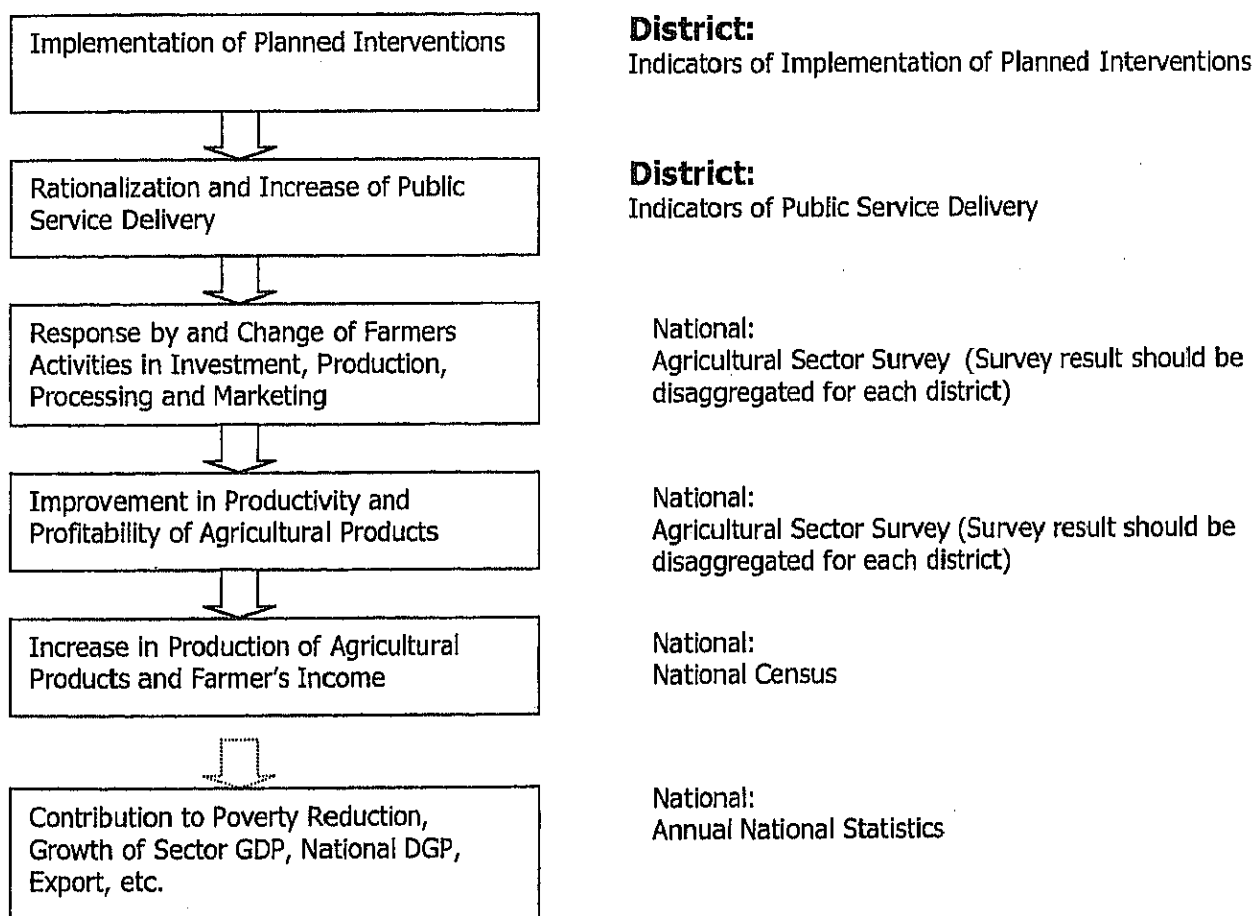 Implementation of Planned Interventions
District:
Indicators of Implementation of Planned Interventions
Rationalization and Increase of Public
Service Delivery
District:
Indicators of Public Service Delivery
Response by and Change of Farmers
Activities in Investment, Production,
Processing and Marketing
National:
Agricultural Sector Survey (Survey result should be
disaggregated for each district)
Improvement in Productivity and
Profitability of Agricultural Products
National:
Agricultural Sector Survey (Survey result should be
disaggregated for each district)
Increase in Production of Agricultural
Products and Farmer's Income
National:
National Census
Contribution to Poverty Reduction,
Growth of Sector GDP, National DGP,
Export, etc.
National:
Annual National Statistics